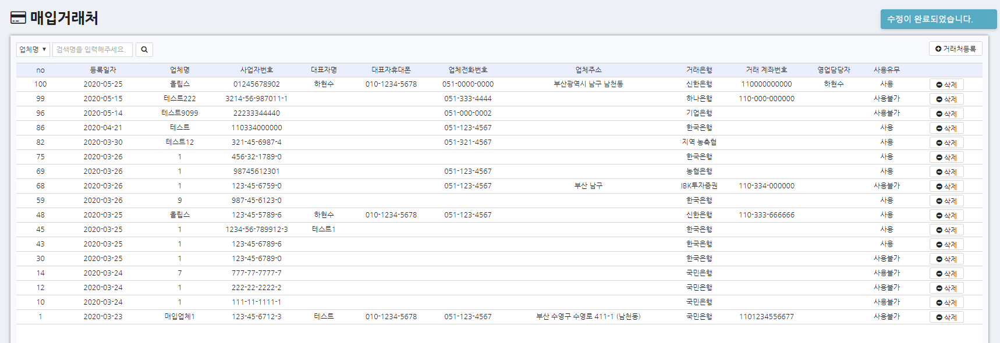 매입거래처
수정이 완료되었습니다.
업체명 ▼ 검색명을 입력해주세요. 거래처등록
no 등록일자 업체명 사업자번호 대표자명 대표자휴대폰 업체전화번호 업체주소 거래은행 거래 계좌번호 영업담당자 사용유무
100 2020-05-25 올립스 01245678902 하현수 010-1234-5678 051-0000-0000 부산광역시 남구 남천동 신한은행 110000000000 하현수 사용 삭제
99 2020-05-15 테스트222 3214-56-987011-1 051-333-4444 하나은행 110-000-000000 사용불가 삭제
96 2020-05-14 테스트9099 22233344440 051-000-0002 기업은행 사용불가 삭제
86 2020-04-21 테스트 110334000000 051-123-4567 한국은행 사용 삭제
82 2020-03-30 테스트12 321-45-6987-4 051-321-4567 지역 농축협 사용 삭제
75 2020-03-26 1 456-32-1789-0 한국은행 사용 삭제
69 2020-03-26 1 98745612301 051-123-4567 농협은행 사용 삭제
68 2020-03-26 1 123-45-6759-0 051-123-4567 부산 남구 IBK투자증권 110-334-000000 사용불가 삭제
59 2020-03-26 9 987-45-6123-0 한국은행 사용 삭제
48 2020-03-25 올립스 123-45-5789-6 하현수 010-1234-5678 051-123-4567 신한은행 110-333-666666 사용 삭제
45 2020-03-25 1 1234-56-789912-3 테스트1 한국은행 사용 삭제
43 2020-03-25 1 123-45-6789-6 한국은행 사용 삭제
30 2020-03-25 1 123-45-6789-0 한국은행 사용불가 삭제
14 2020-03-24 7 777-77-7777-7 국민은행 사용불가 삭제
12 2020-03-24 1 222-22-2222-2 국민은행 사용불가 삭제
10 2020-03-24 1 111-11-1111-1 국민은행 사용불가 삭제
1 2020-03-23 매입업체1 123-45-6712-3 테스트 010-1234-5678 051-123-4567 부산 수영구 수영로 411-1 (남천동) 국민은행 1101234556677 사용불가 삭제